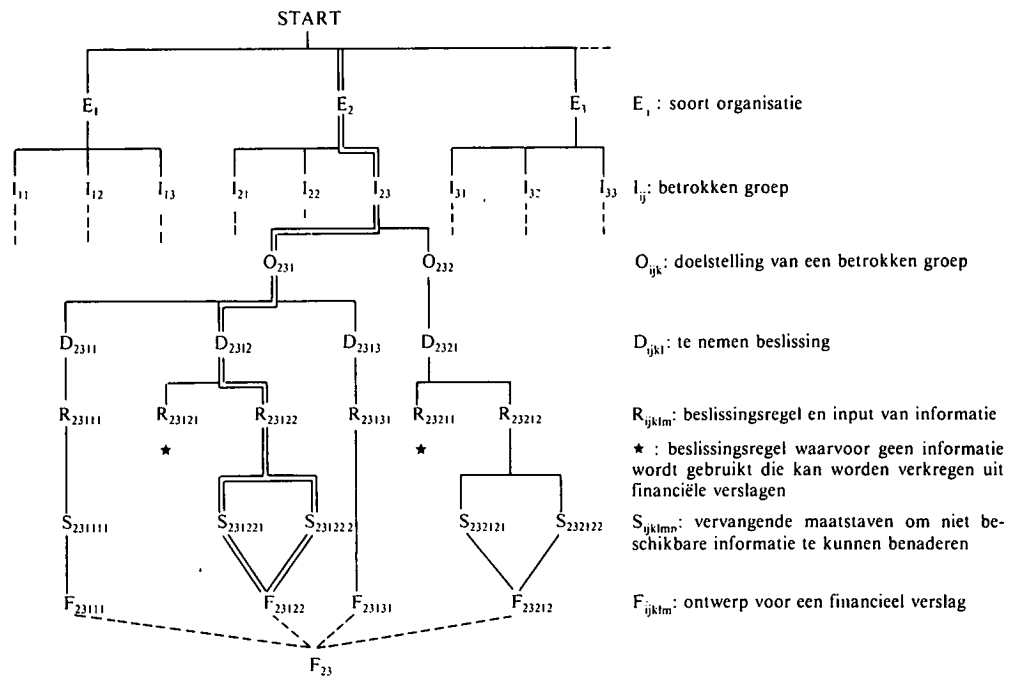 START
E₁ E₂ E₃ E₁ : soort organisatie
I₁₁ I₁₂ I₁₃ I₂₁ I₂₂ I₂₃ I₃₁ I₃₂ I₃₃ Iᵢⱼ: betrokken groep
O₂₃₁ O₂₃₂ Oᵢⱼₖ: doelstelling van een betrokken groep
D₂₃₁₁ D₂₃₁₂ D₂₃₁₃ D₂₃₂₁ Dᵢⱼₖₗ: te nemen beslissing
R₂₃₁₁₁ R₂₃₁₂₁ R₂₃₁₂₂ R₂₃₁₃₁ R₂₃₂₁₁ R₂₃₂₁₂ Rᵢⱼₖₗₘ: beslissingsregel en input van informatie
★ ★ ★ : beslissingsregel waarvoor geen informatie
wordt gebruikt die kan worden verkregen uit
financiële verslagen
S₂₃₁₁₁₁ S₂₃₁₂₂₁ S₂₃₁₂₂₂ S₂₃₂₁₂₁ S₂₃₂₁₂₂ Sᵢⱼₖₗₘₙ: vervangende maatstaven om niet be-
schikbare informatie te kunnen benaderen
F₂₃₁₁₁ F₂₃₁₂₂ F₂₃₁₃₁ F₂₃₂₁₂ Fᵢⱼₖₗₘ: ontwerp voor een financieel verslag
F₂₃